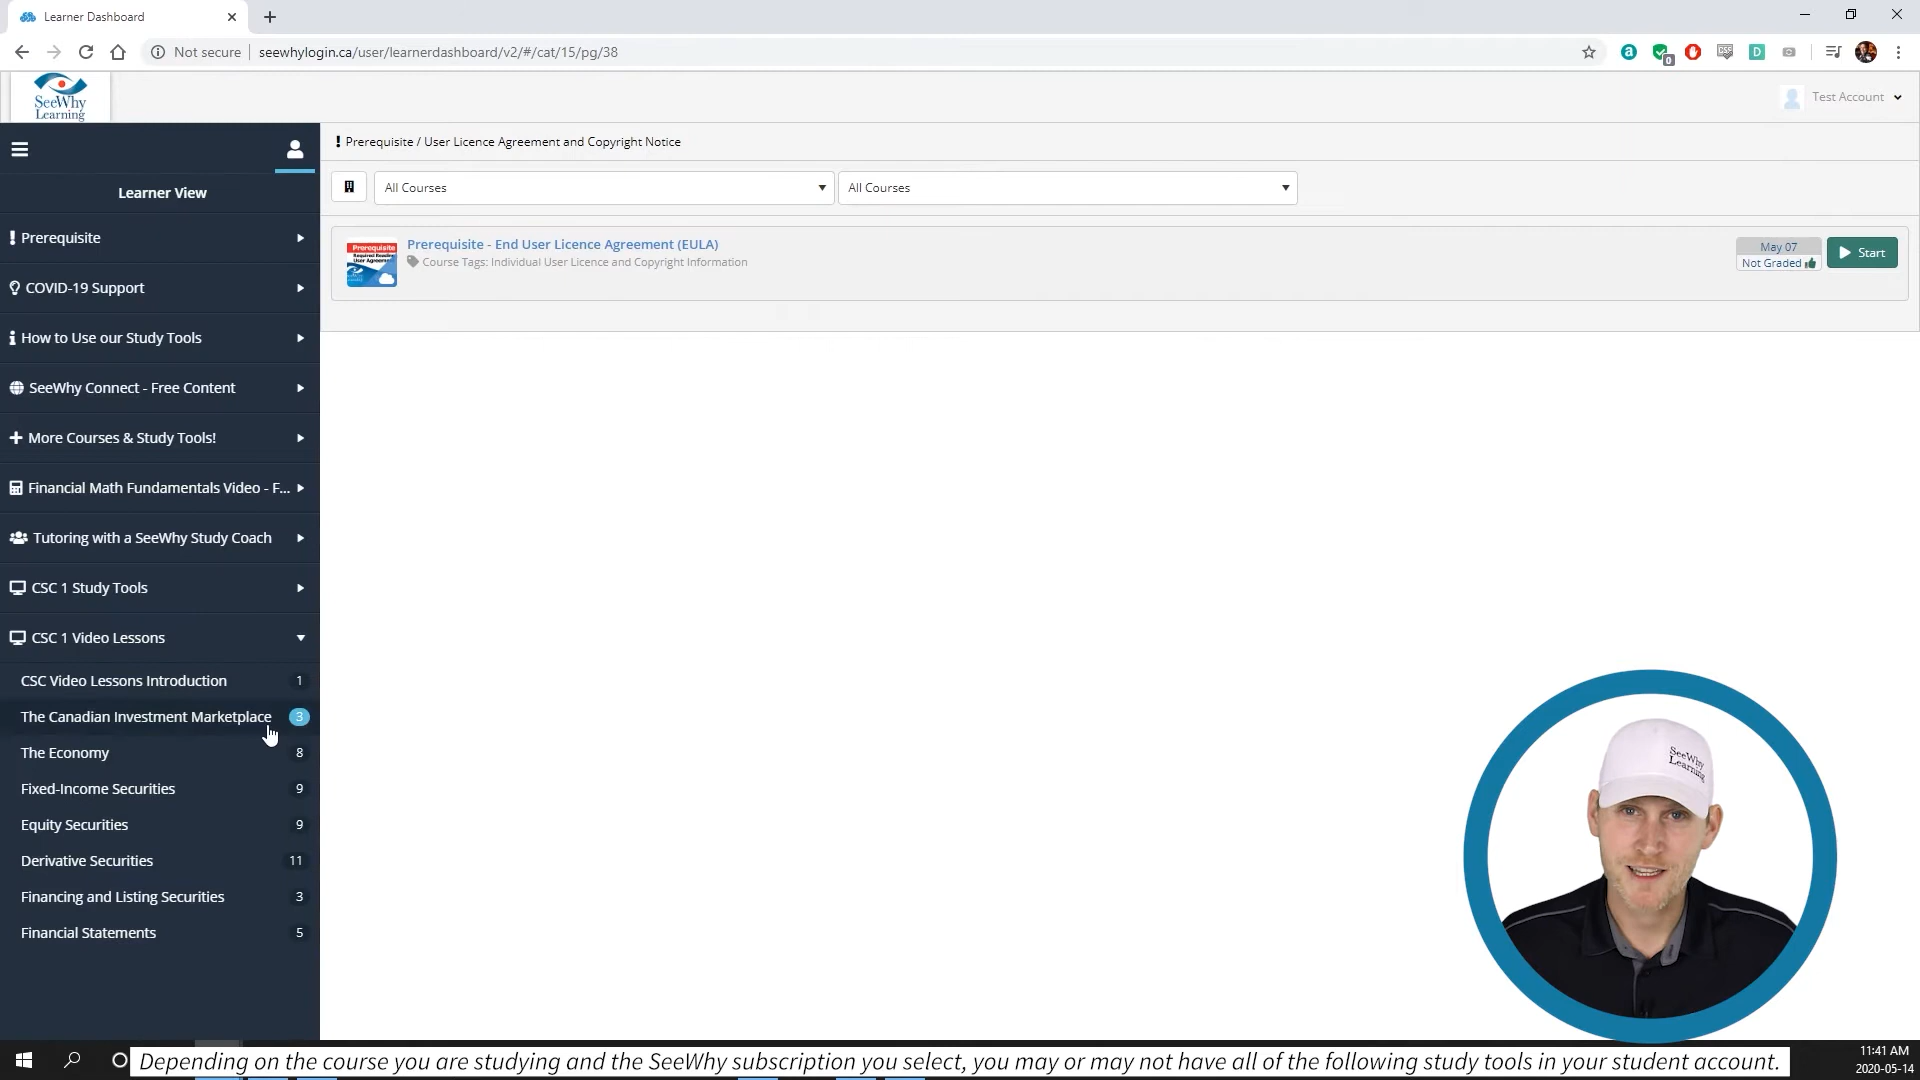 Learner Dashboard
Not secure
seewhylogin.ca/user/learnerdashboard/v2/#/cat/15/pg/38
SeeWhy
Learning
Test Account
Prerequisite / User Licence Agreement and Copyright Notice
Learner View
All Courses
All Courses
Prerequisite
Prerequisite
Required Reading
User Agreement
Prerequisite - End User Licence Agreement (EULA)
Course Tags: Individual User Licence and Copyright Information
May 07
Not Graded
Start
COVID-19 Support
How to Use our Study Tools
SeeWhy Connect - Free Content
More Courses & Study Tools!
Financial Math Fundamentals Video - F...
Tutoring with a SeeWhy Study Coach
CSC 1 Study Tools
CSC 1 Video Lessons
CSC Video Lessons Introduction 1
The Canadian Investment Marketplace 3
The Economy 8
Fixed-Income Securities 9
Equity Securities 9
Derivative Securities 11
Financing and Listing Securities 3
Financial Statements 5
SeeWhy
Learning
Depending on the course you are studying and the SeeWhy subscription you select, you may or may not have all of the following study tools in your student account.
11:41 AM
2020-05-14